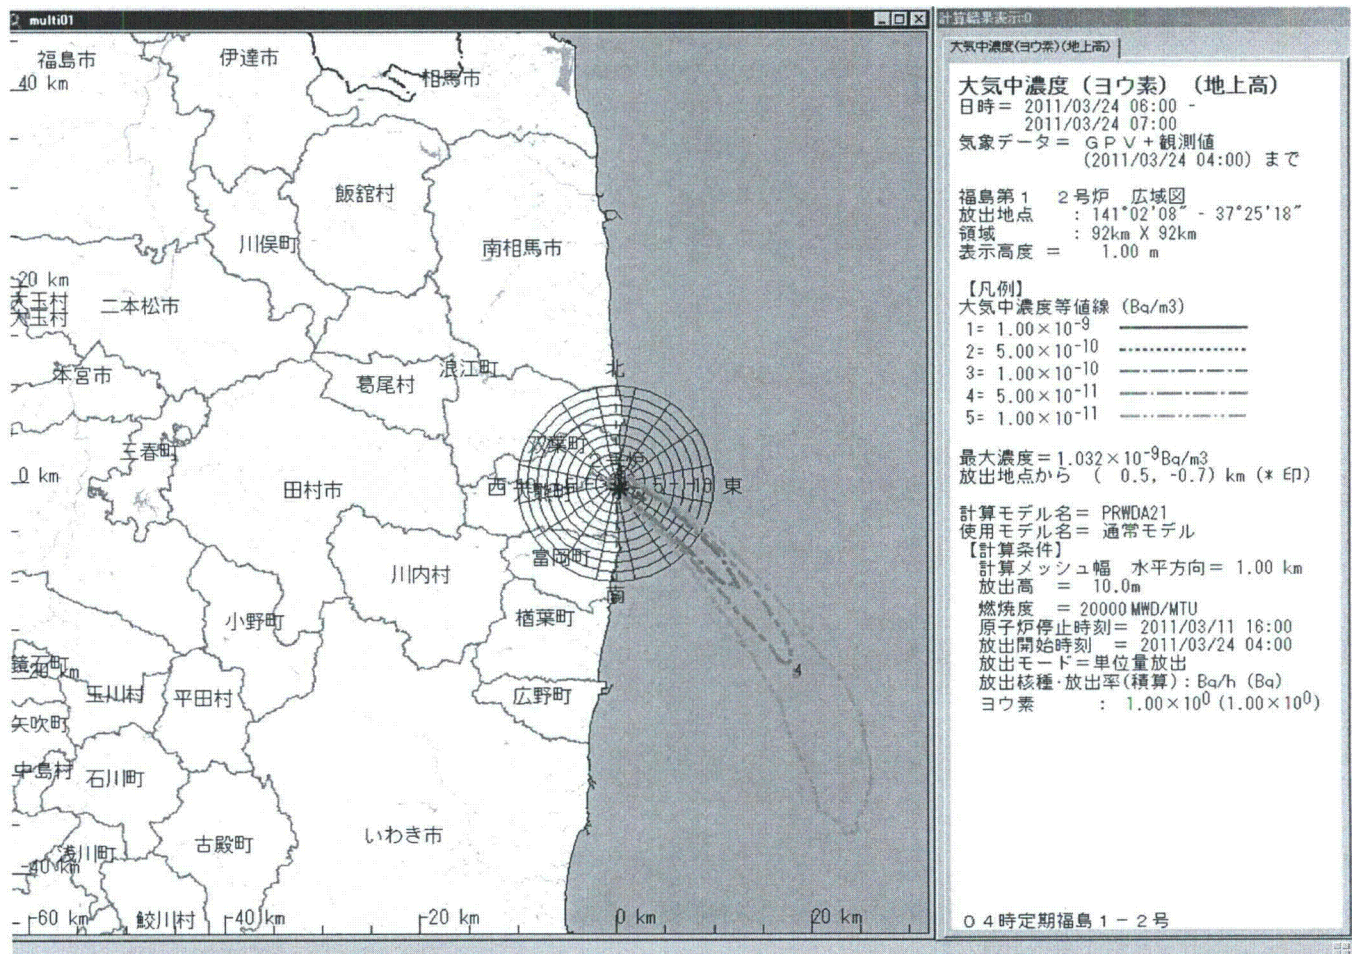 multi01
福島市
伊達市
相馬市
40 km
飯舘村
川俣町
南相馬市
20 km
大玉村
大玉村
二本松市
本宮市
葛尾村
浪江町
北
三春町
双葉町
0 km
田村市
西
大熊町
東
富岡町
川内村
南
小野町
楢葉町
鏡石町
-20 km
玉川村
平田村
広野町
4
矢吹町
中島村
石川町
いわき市
古殿町
浅川町
-40 km
鮫川村
-60 km
-40 km
-20 km
0 km
20 km
計算結果表示:0
大気中濃度(ヨウ素)(地上高)
大気中濃度(ヨウ素) (地上高)
日時= 2011/03/24 06:00 -
2011/03/24 07:00
気象データ= GPV+観測値
(2011/03/24 04:00) まで
福島第1 2号炉 広域図
放出地点 : 141°02'08" - 37°25'18"
領域 : 92km X 92km
表示高度 = 1.00 m
【凡例】
大気中濃度等値線 (Bq/m3)
1= 1.00×10-9
2= 5.00×10-10
3= 1.00×10-10
4= 5.00×10-11
5= 1.00×10-11
最大濃度=1.032×10-9Bq/m3
放出地点から ( 0.5, -0.7) km (* 印)
計算モデル名= PRWDA21
使用モデル名= 通常モデル
【計算条件】
計算メッシュ幅 水平方向= 1.00 km
放出高 = 10.0m
燃焼度 = 20000MWD/MTU
原子炉停止時刻= 2011/03/11 16:00
放出開始時刻 = 2011/03/24 04:00
放出モード=単位量放出
放出核種・放出率(積算):Bq/h (Bq)
ヨウ素 : 1.00×100 (1.00×100)
04時定期福島1-2号